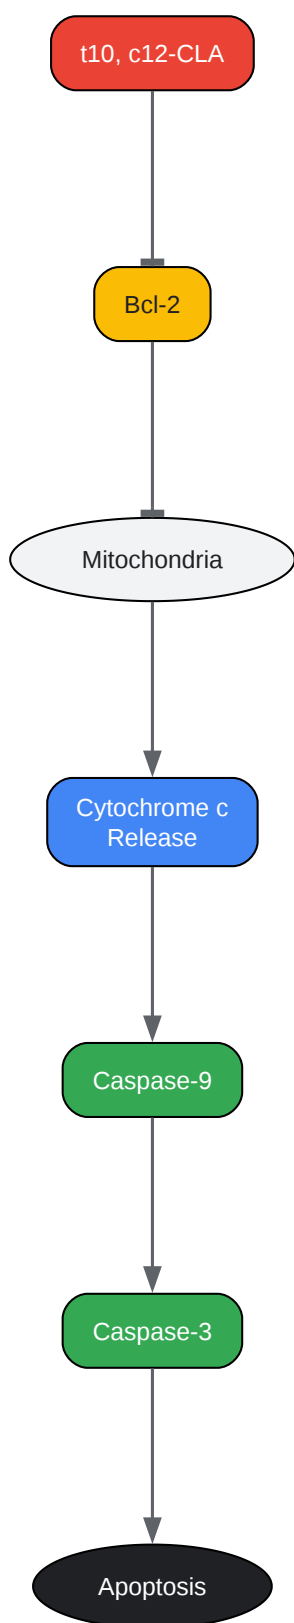 t10, c12-CLA
Bcl-2
Mitochondria
Cytochrome c
Release
Caspase-9
Caspase-3
Apoptosis